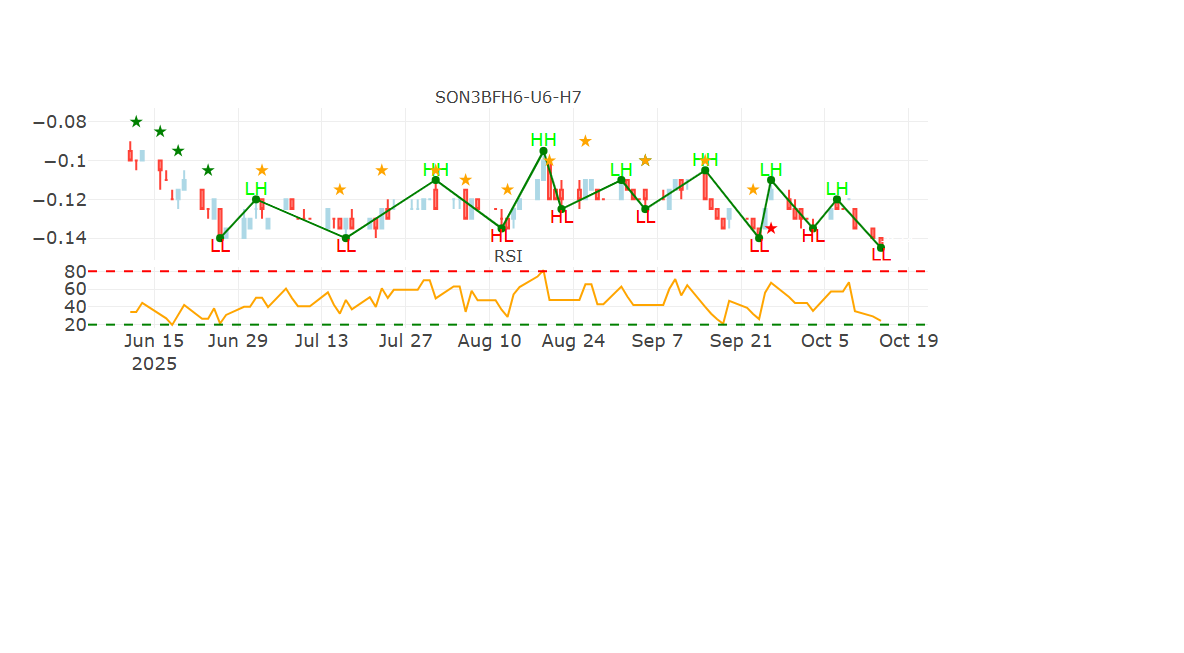 SON3BFH6-U6-H7
−0.08
−0.1
−0.12
−0.14
HH
HH HH
LH LH LH
LH LH
HL LL
HL HL
LL LL LL
LL
RSI
80
60
40
20
Jun 15 Jun 29 Jul 13 Jul 27 Aug 10 Aug 24 Sep 7 Sep 21 Oct 5 Oct 19
2025